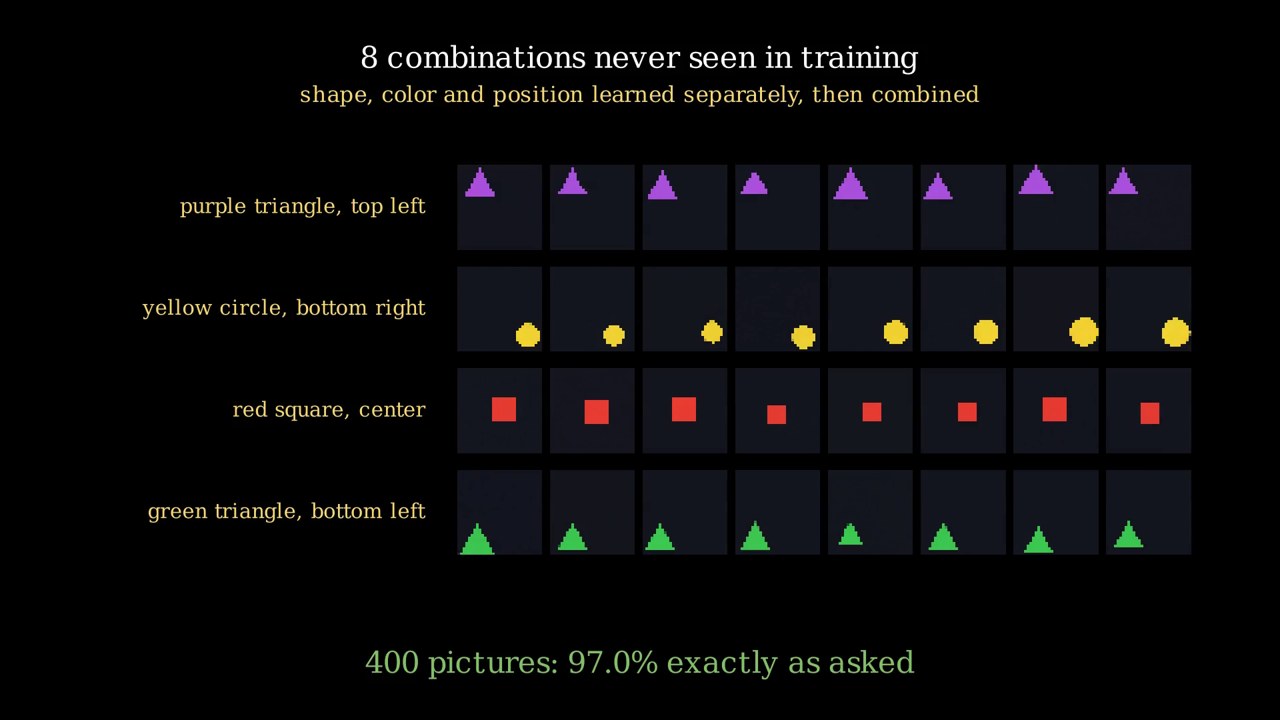 8 combinations never seen in training
shape, color and position learned separately, then combined
purple triangle, top left
yellow circle, bottom right
red square, center
green triangle, bottom left
400 pictures: 97.0% exactly as asked